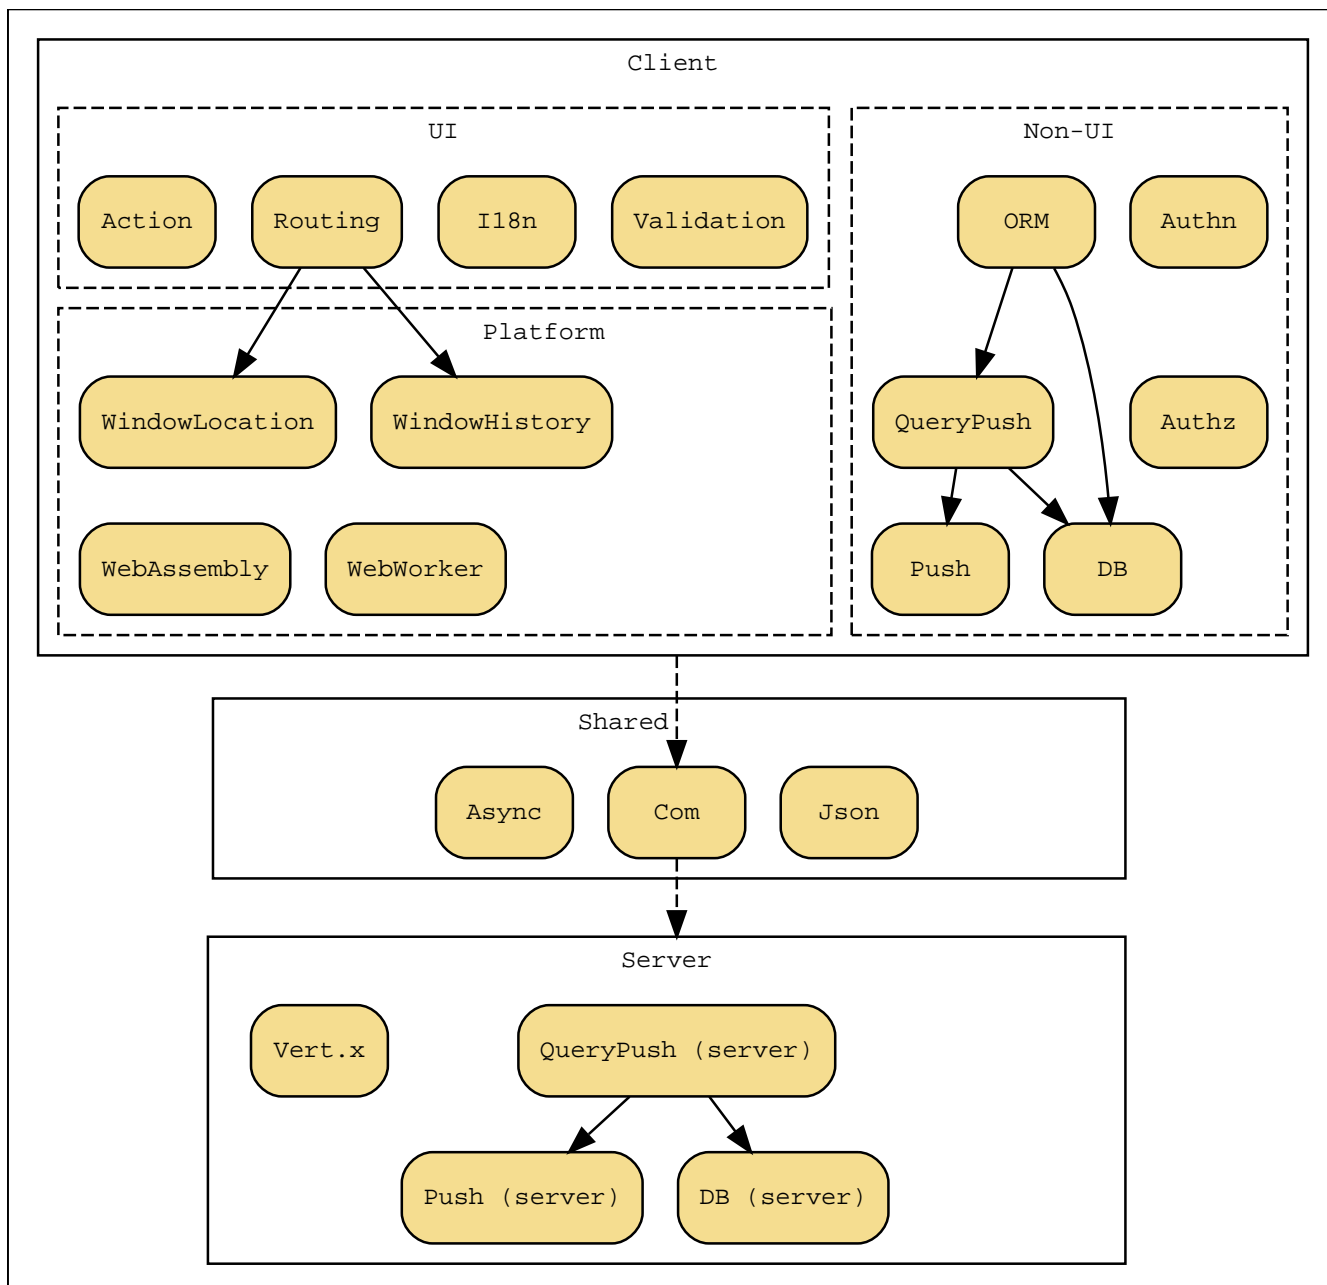 Client
UI
Non-UI
Action
Routing
I18n
Validation
ORM
Authn
Platform
WindowLocation
WindowHistory
QueryPush
Authz
WebAssembly
WebWorker
Push
DB
Shared
Async
Com
Json
Server
Vert.x
QueryPush (server)
Push (server)
DB (server)